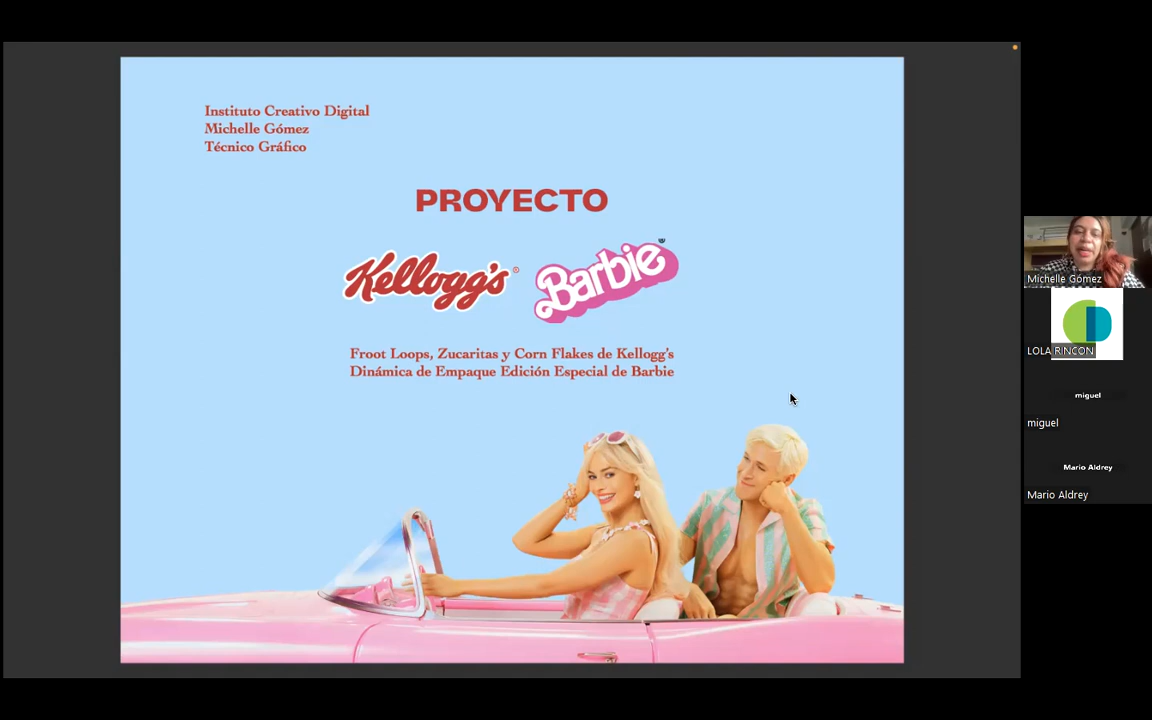 Instituto Creativo Digital
Michelle Gómez
Técnico Gráfico
PROYECTO
Kellogg's®
Barbie
Froot Loops, Zucaritas y Corn Flakes de Kellogg's
Dinámica de Empaque Edición Especial de Barbie
Michelle Gómez
LOLA RINCON
miguel
miguel
Mario Aldrey
Mario Aldrey